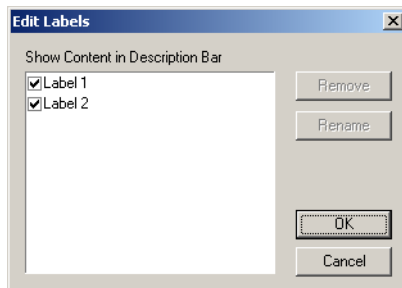 Edit Labels
Show Content in Description Bar
Label 1
Label 2
Remove
Rename
OK
Cancel